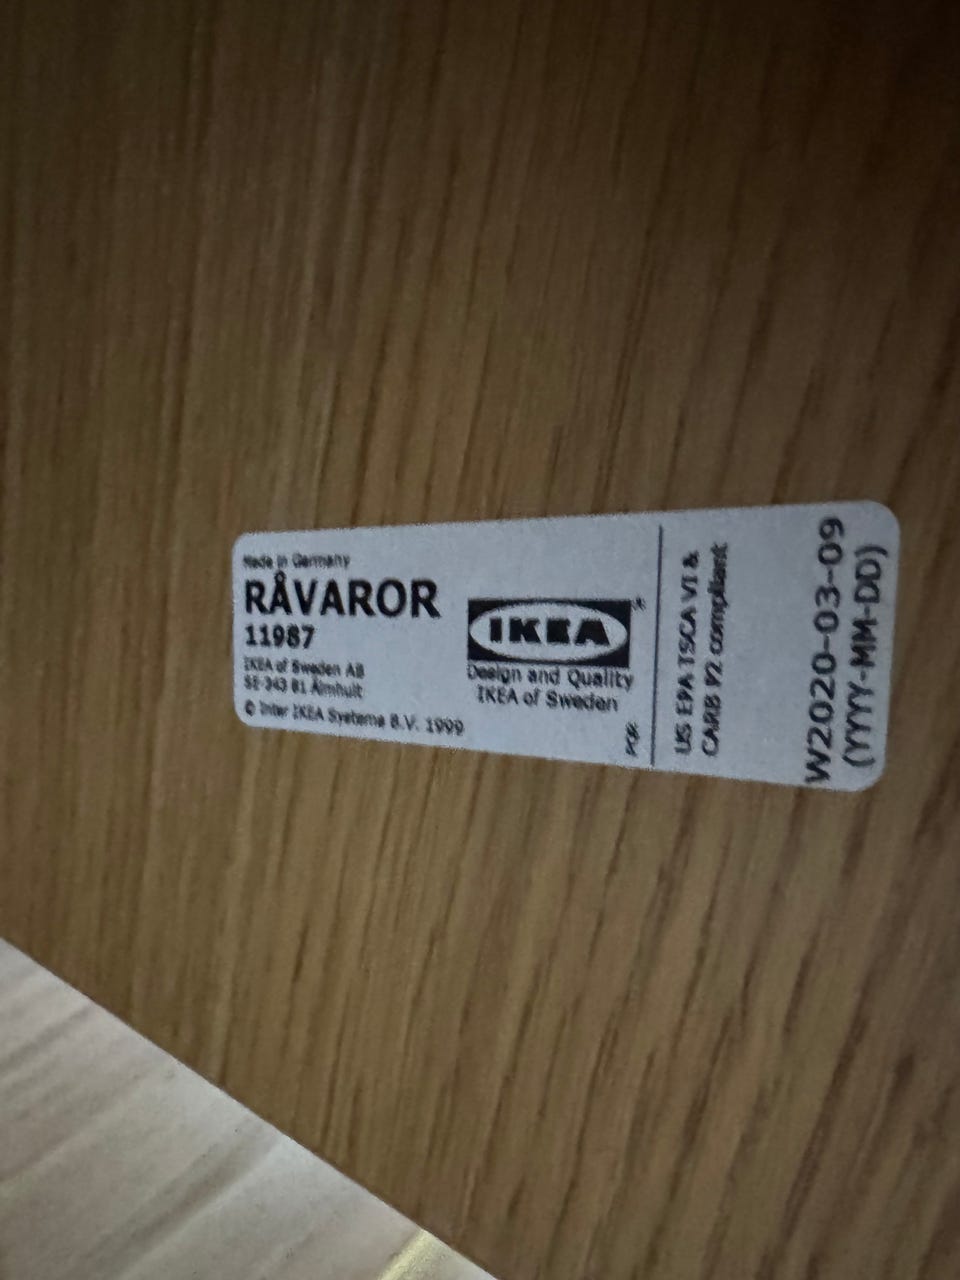 Made in Germany
RÅVAROR
11987
IKEA of Sweden AB
SE-343 81 Älmhult
© Inter IKEA Systems B.V. 1999
IKEA®
Design and Quality
IKEA of Sweden
US EPA TSCA VI &
CARB P2 compliant
W2020-03-09
(YYYY-MM-DD)